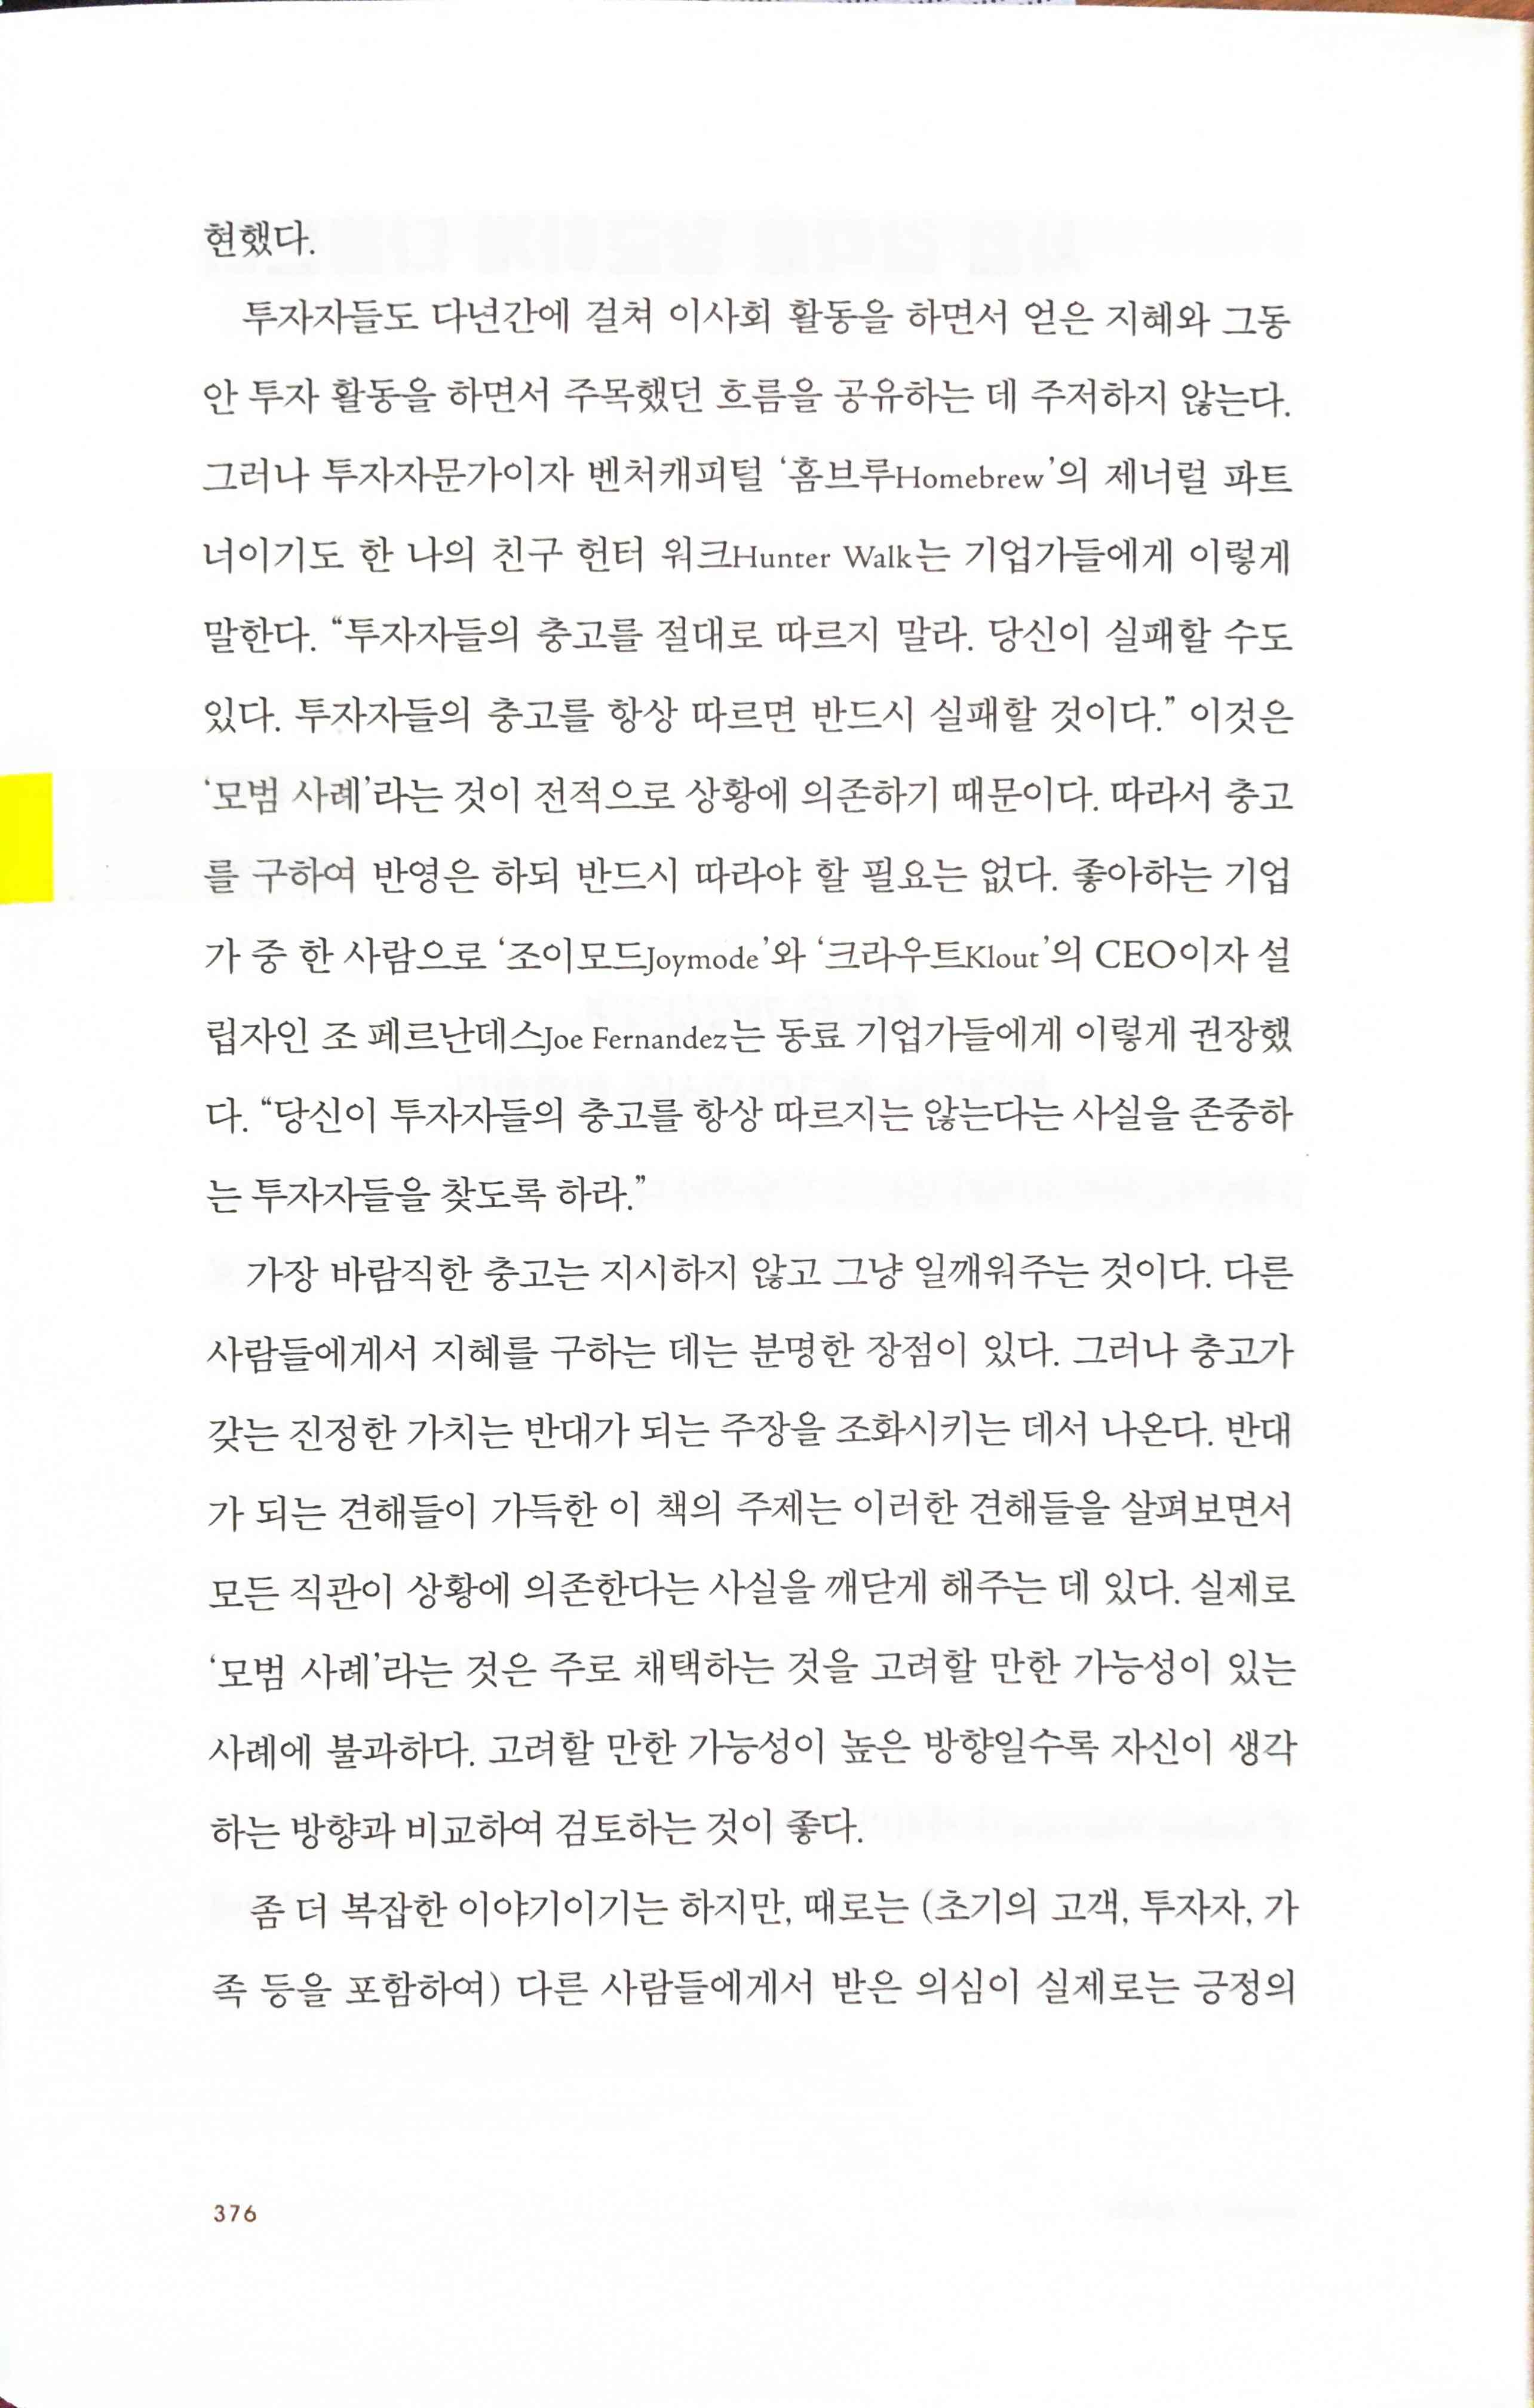 현했다.
투자자들도 다년간에 걸쳐 이사회 활동을 하면서 얻은 지혜와 그동
안 투자 활동을 하면서 주목했던 흐름을 공유하는 데 주저하지 않는다.
그러나 투자자문가이자 벤처캐피털 ‘홈브루Homebrew’의 제너럴 파트
너이기도 한 나의 친구 헌터 워크Hunter Walk는 기업가들에게 이렇게
말한다. “투자자들의 충고를 절대로 따르지 말라. 당신이 실패할 수도
있다. 투자자들의 충고를 항상 따르면 반드시 실패할 것이다.” 이것은
‘모범 사례’라는 것이 전적으로 상황에 의존하기 때문이다. 따라서 충고
를 구하여 반영은 하되 반드시 따라야 할 필요는 없다. 좋아하는 기업
가 중 한 사람으로 ‘조이모드Joymode’와 ‘크라우트Klout’의 CEO이자 설
립자인 조 페르난데스Joe Fernandez는 동료 기업가들에게 이렇게 권장했
다. “당신이 투자자들의 충고를 항상 따르지는 않는다는 사실을 존중하
는 투자자들을 찾도록 하라.”
가장 바람직한 충고는 지시하지 않고 그냥 일깨워주는 것이다. 다른
사람들에게서 지혜를 구하는 데는 분명한 장점이 있다. 그러나 충고가
갖는 진정한 가치는 반대가 되는 주장을 조화시키는 데서 나온다. 반대
가 되는 견해들이 가득한 이 책의 주제는 이러한 견해들을 살펴보면서
모든 직관이 상황에 의존한다는 사실을 깨닫게 해주는 데 있다. 실제로
‘모범 사례’라는 것은 주로 채택하는 것을 고려할 만한 가능성이 있는
사례에 불과하다. 고려할 만한 가능성이 높은 방향일수록 자신이 생각
하는 방향과 비교하여 검토하는 것이 좋다.
좀 더 복잡한 이야기이기는 하지만, 때로는 (초기의 고객, 투자자, 가
족 등을 포함하여) 다른 사람들에게서 받은 의심이 실제로는 긍정의
376